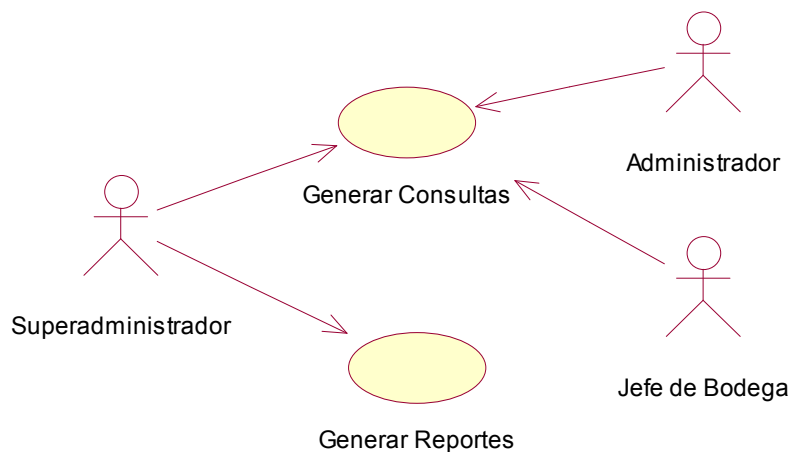 Administrador
Generar Consultas
Superadministrador
Jefe de Bodega
Generar Reportes